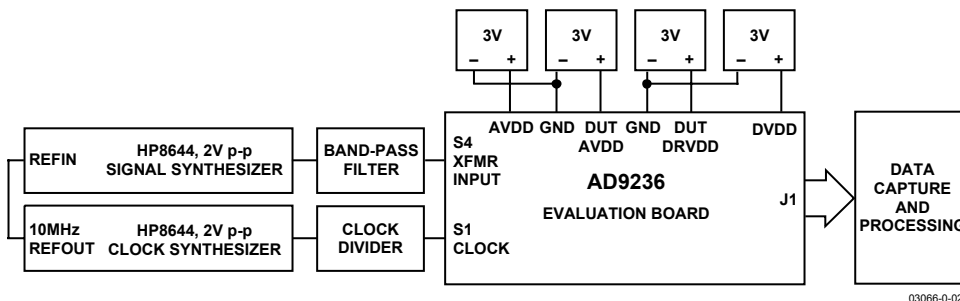 3V
– +
3V
– +
3V
– +
3V
– +
AVDD GND DUT AVDD GND DUT DRVDD DVDD
REFIN
HP8644, 2V p-p
SIGNAL SYNTHESIZER
BAND-PASS
FILTER
S4
XFMR
INPUT
AD9236
EVALUATION BOARD
J1
DATA
CAPTURE
AND
PROCESSING
10MHz
REFOUT
HP8644, 2V p-p
CLOCK SYNTHESIZER
CLOCK
DIVIDER
S1
CLOCK